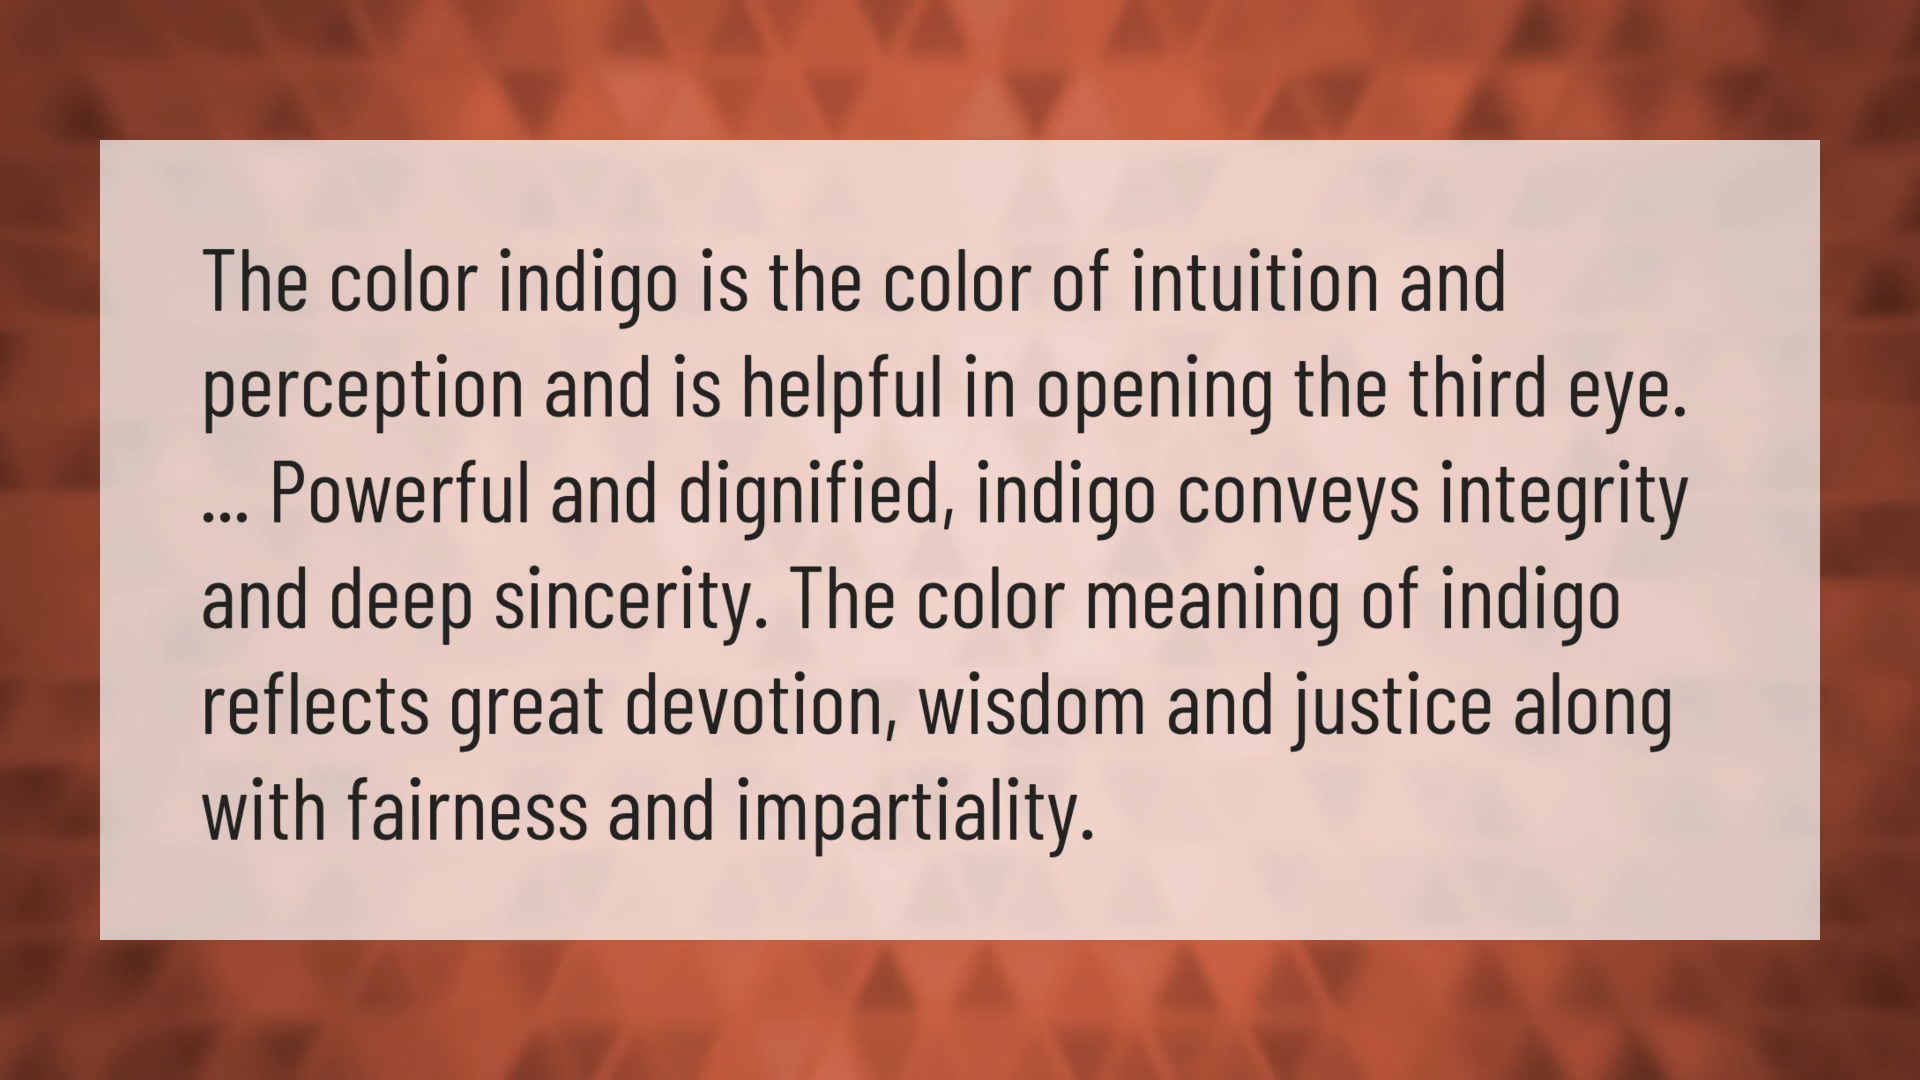 The color indigo is the color of intuition and
perception and is helpful in opening the third eye.
... Powerful and dignified, indigo conveys integrity
and deep sincerity. The color meaning of indigo
reflects great devotion, wisdom and justice along
with fairness and impartiality.